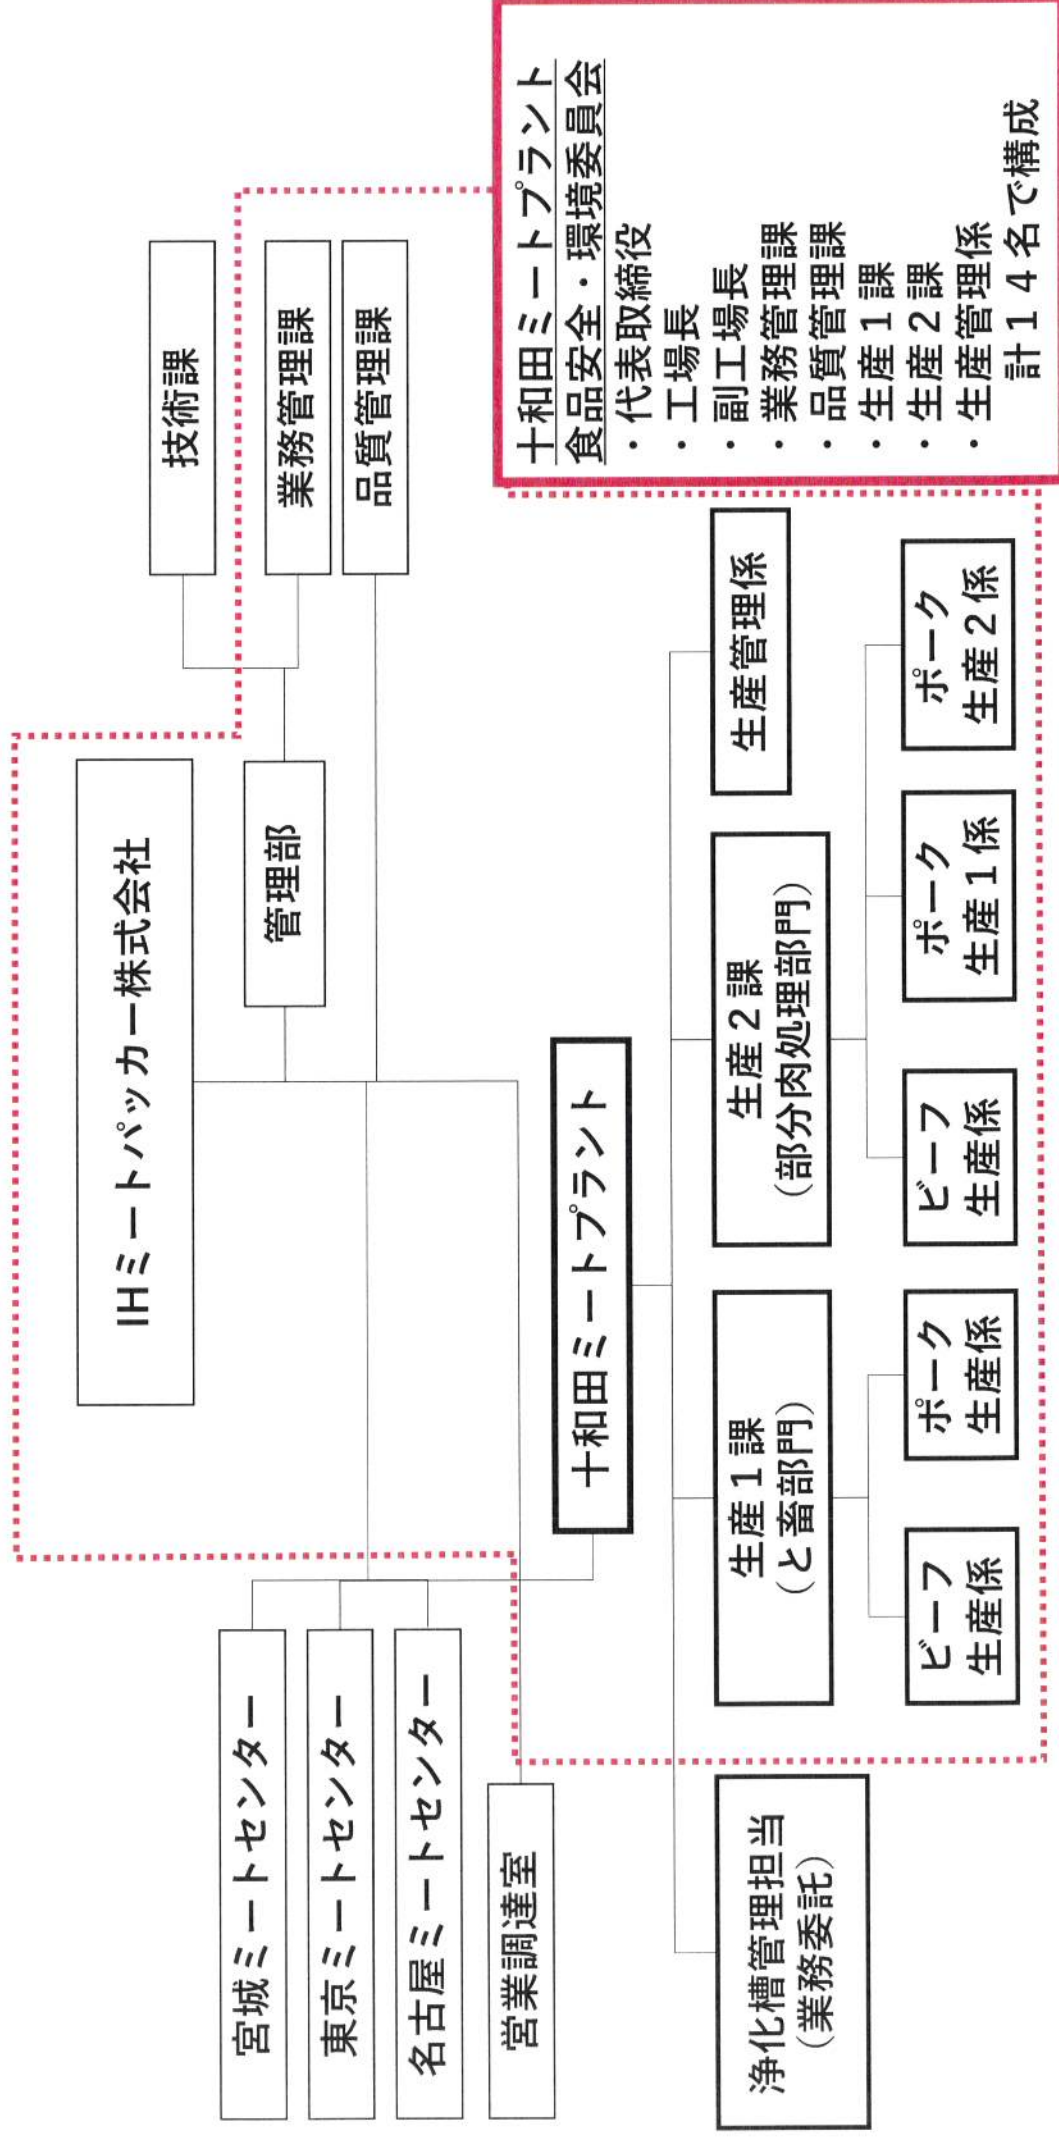 IHミートパッカー株式会社
管理部
技術課
業務管理課
品質管理課
宮城ミートセンター
東京ミートセンター
名古屋ミートセンター
営業調達室
十和田ミートプラント
浄化槽管理担当
（業務委託）
生産１課
（と畜部門）
生産２課
（部分肉処理部門）
生産管理係
ビーフ
生産係
ポーク
生産係
ビーフ
生産係
ポーク
生産１係
ポーク
生産２係
十和田ミートプラント
食品安全・環境委員会
・代表取締役
・工場長
・副工場長
・業務管理課
・品質管理課
・生産１課
・生産２課
・生産管理係
計１４名で構成